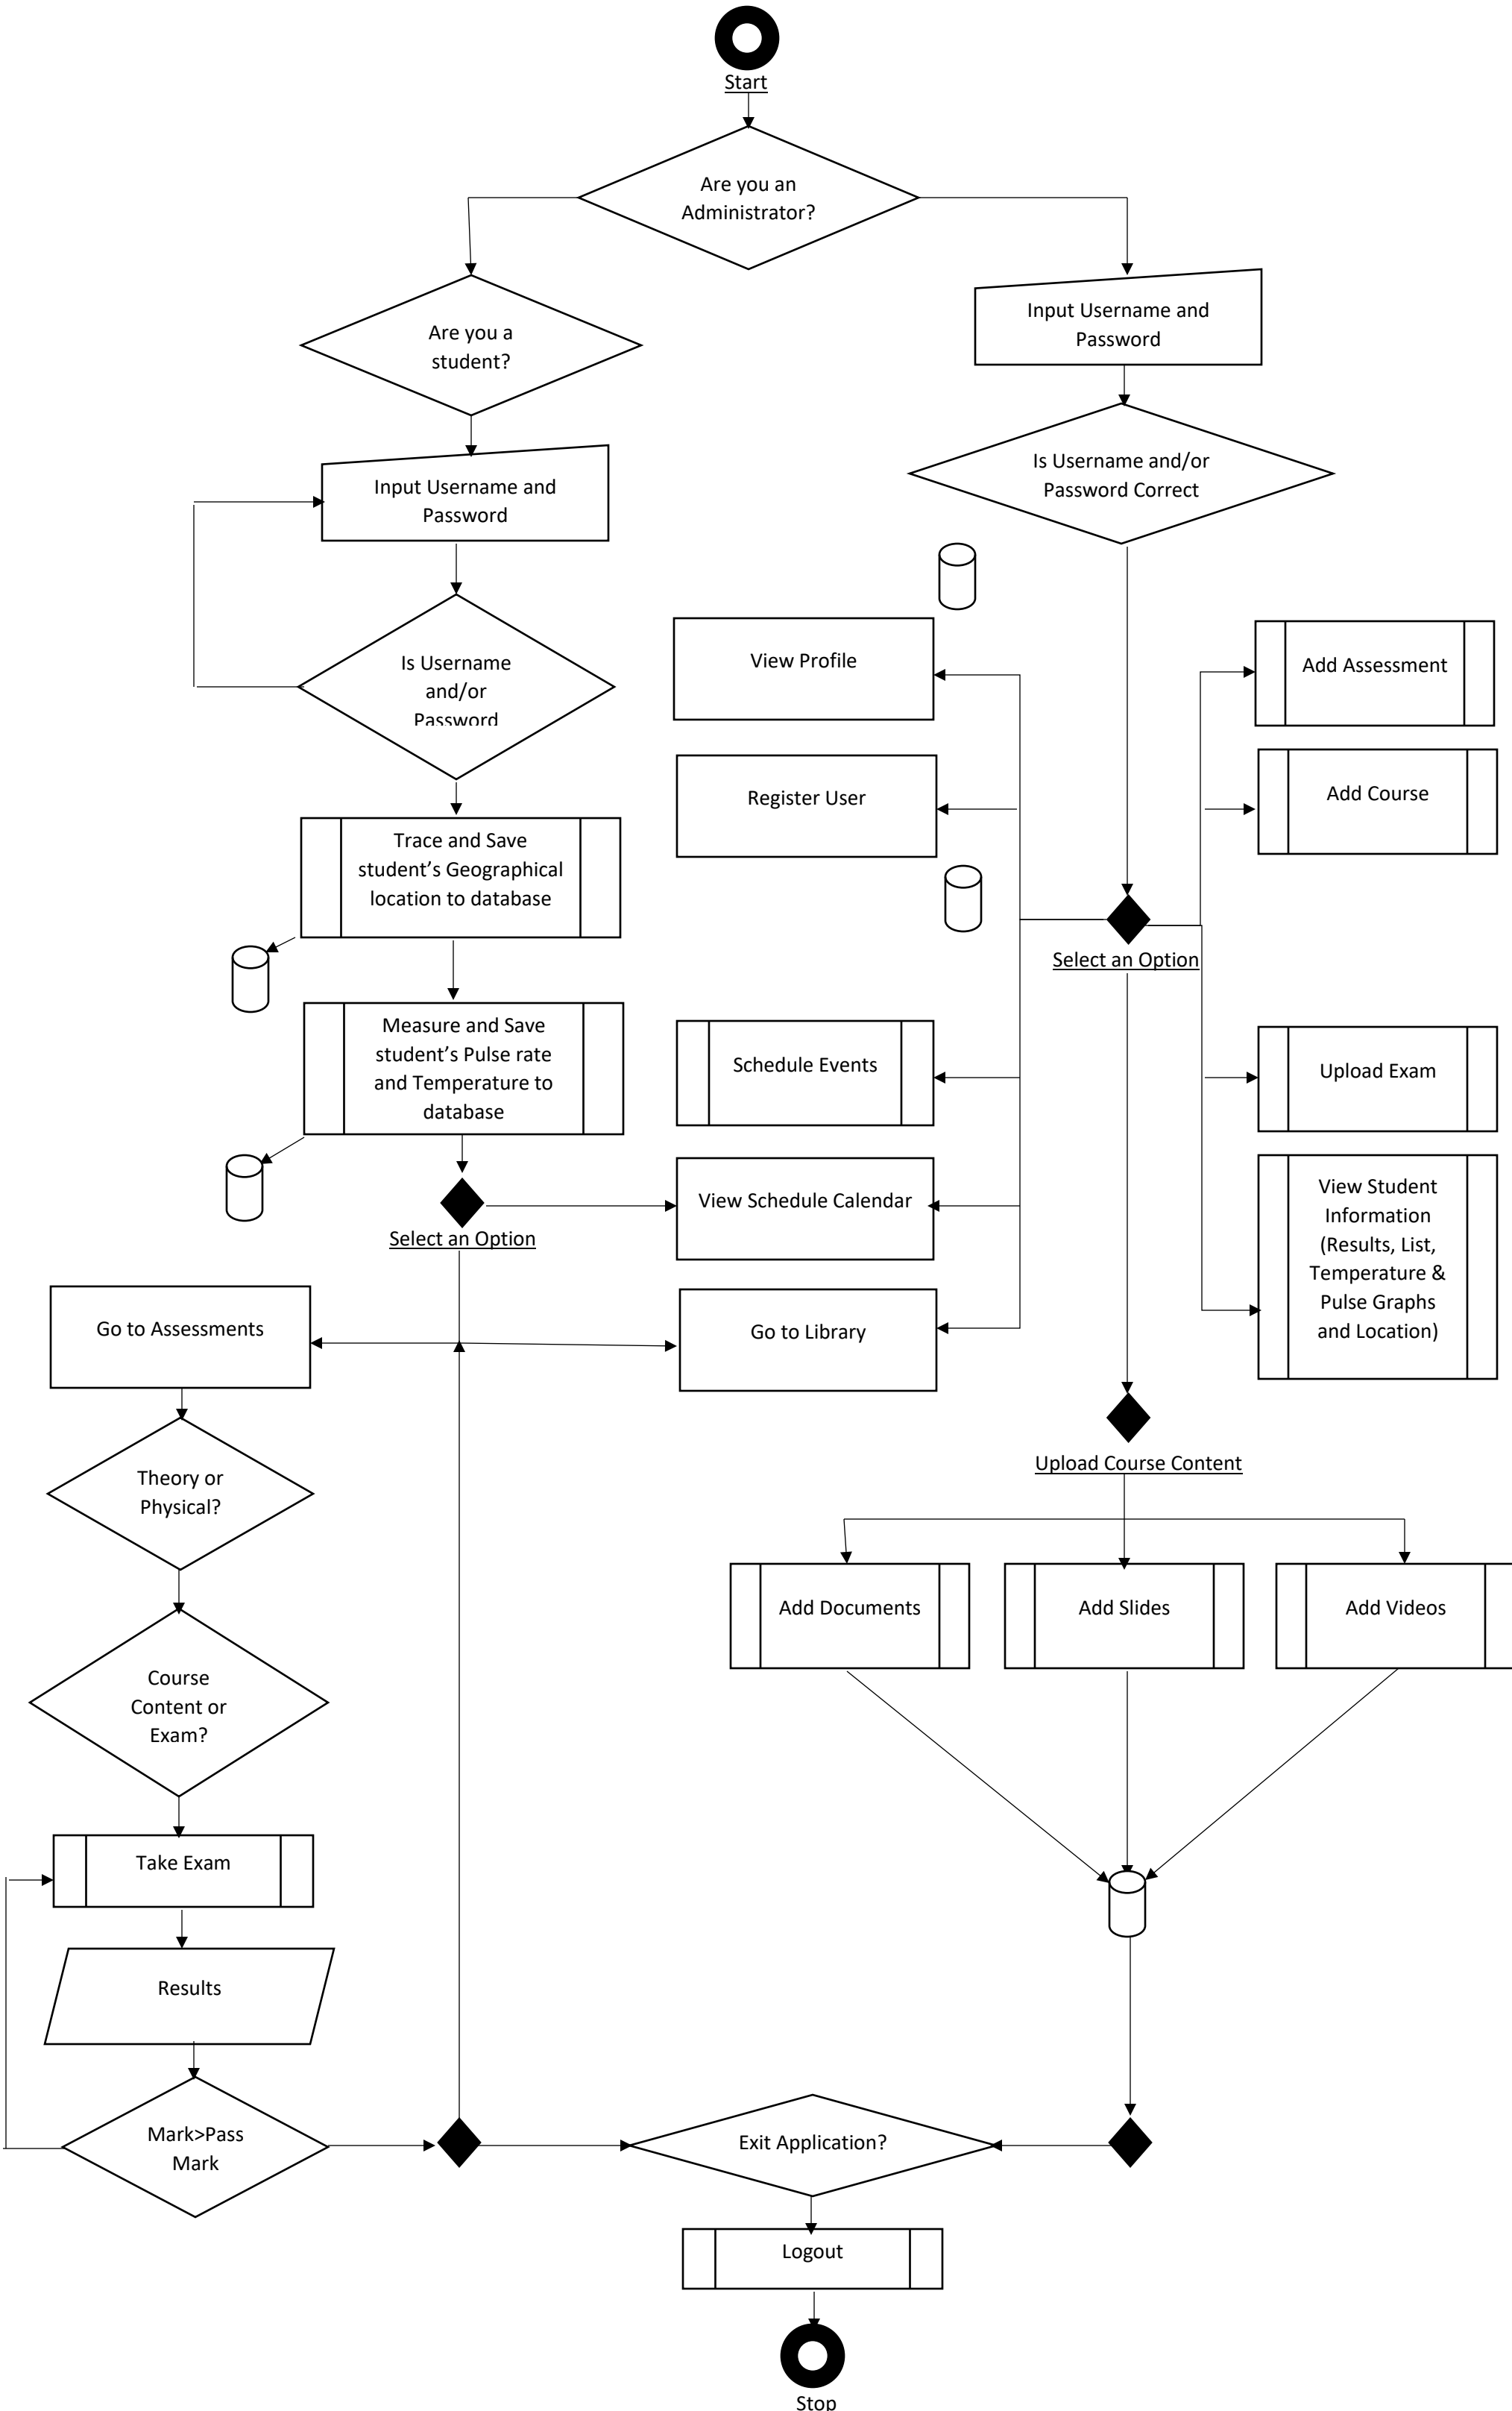 Start
Are you an
Administrator?
Are you a
student?
Input Username and
Password
Input Username and
Password
Is Username and/or
Password Correct
Is Username
and/or
Password
View Profile
Add Assessment
Register User
Add Course
Trace and Save
student’s Geographical
location to database
Select an Option
Measure and Save
student’s Pulse rate
and Temperature to
database
Schedule Events
Upload Exam
Select an Option
View Schedule Calendar
View Student
Information
(Results, List,
Temperature &
Pulse Graphs
and Location)
Go to Assessments
Go to Library
Theory or
Physical?
Upload Course Content
Add Documents
Add Slides
Add Videos
Course
Content or
Exam?
Take Exam
Results
Mark>Pass
Mark
Exit Application?
Logout
Stop